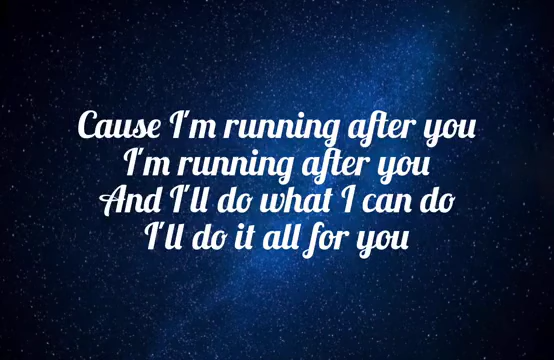 Cause I'm running after you
I'm running after you
And I'll do what I can do
I'll do it all for you